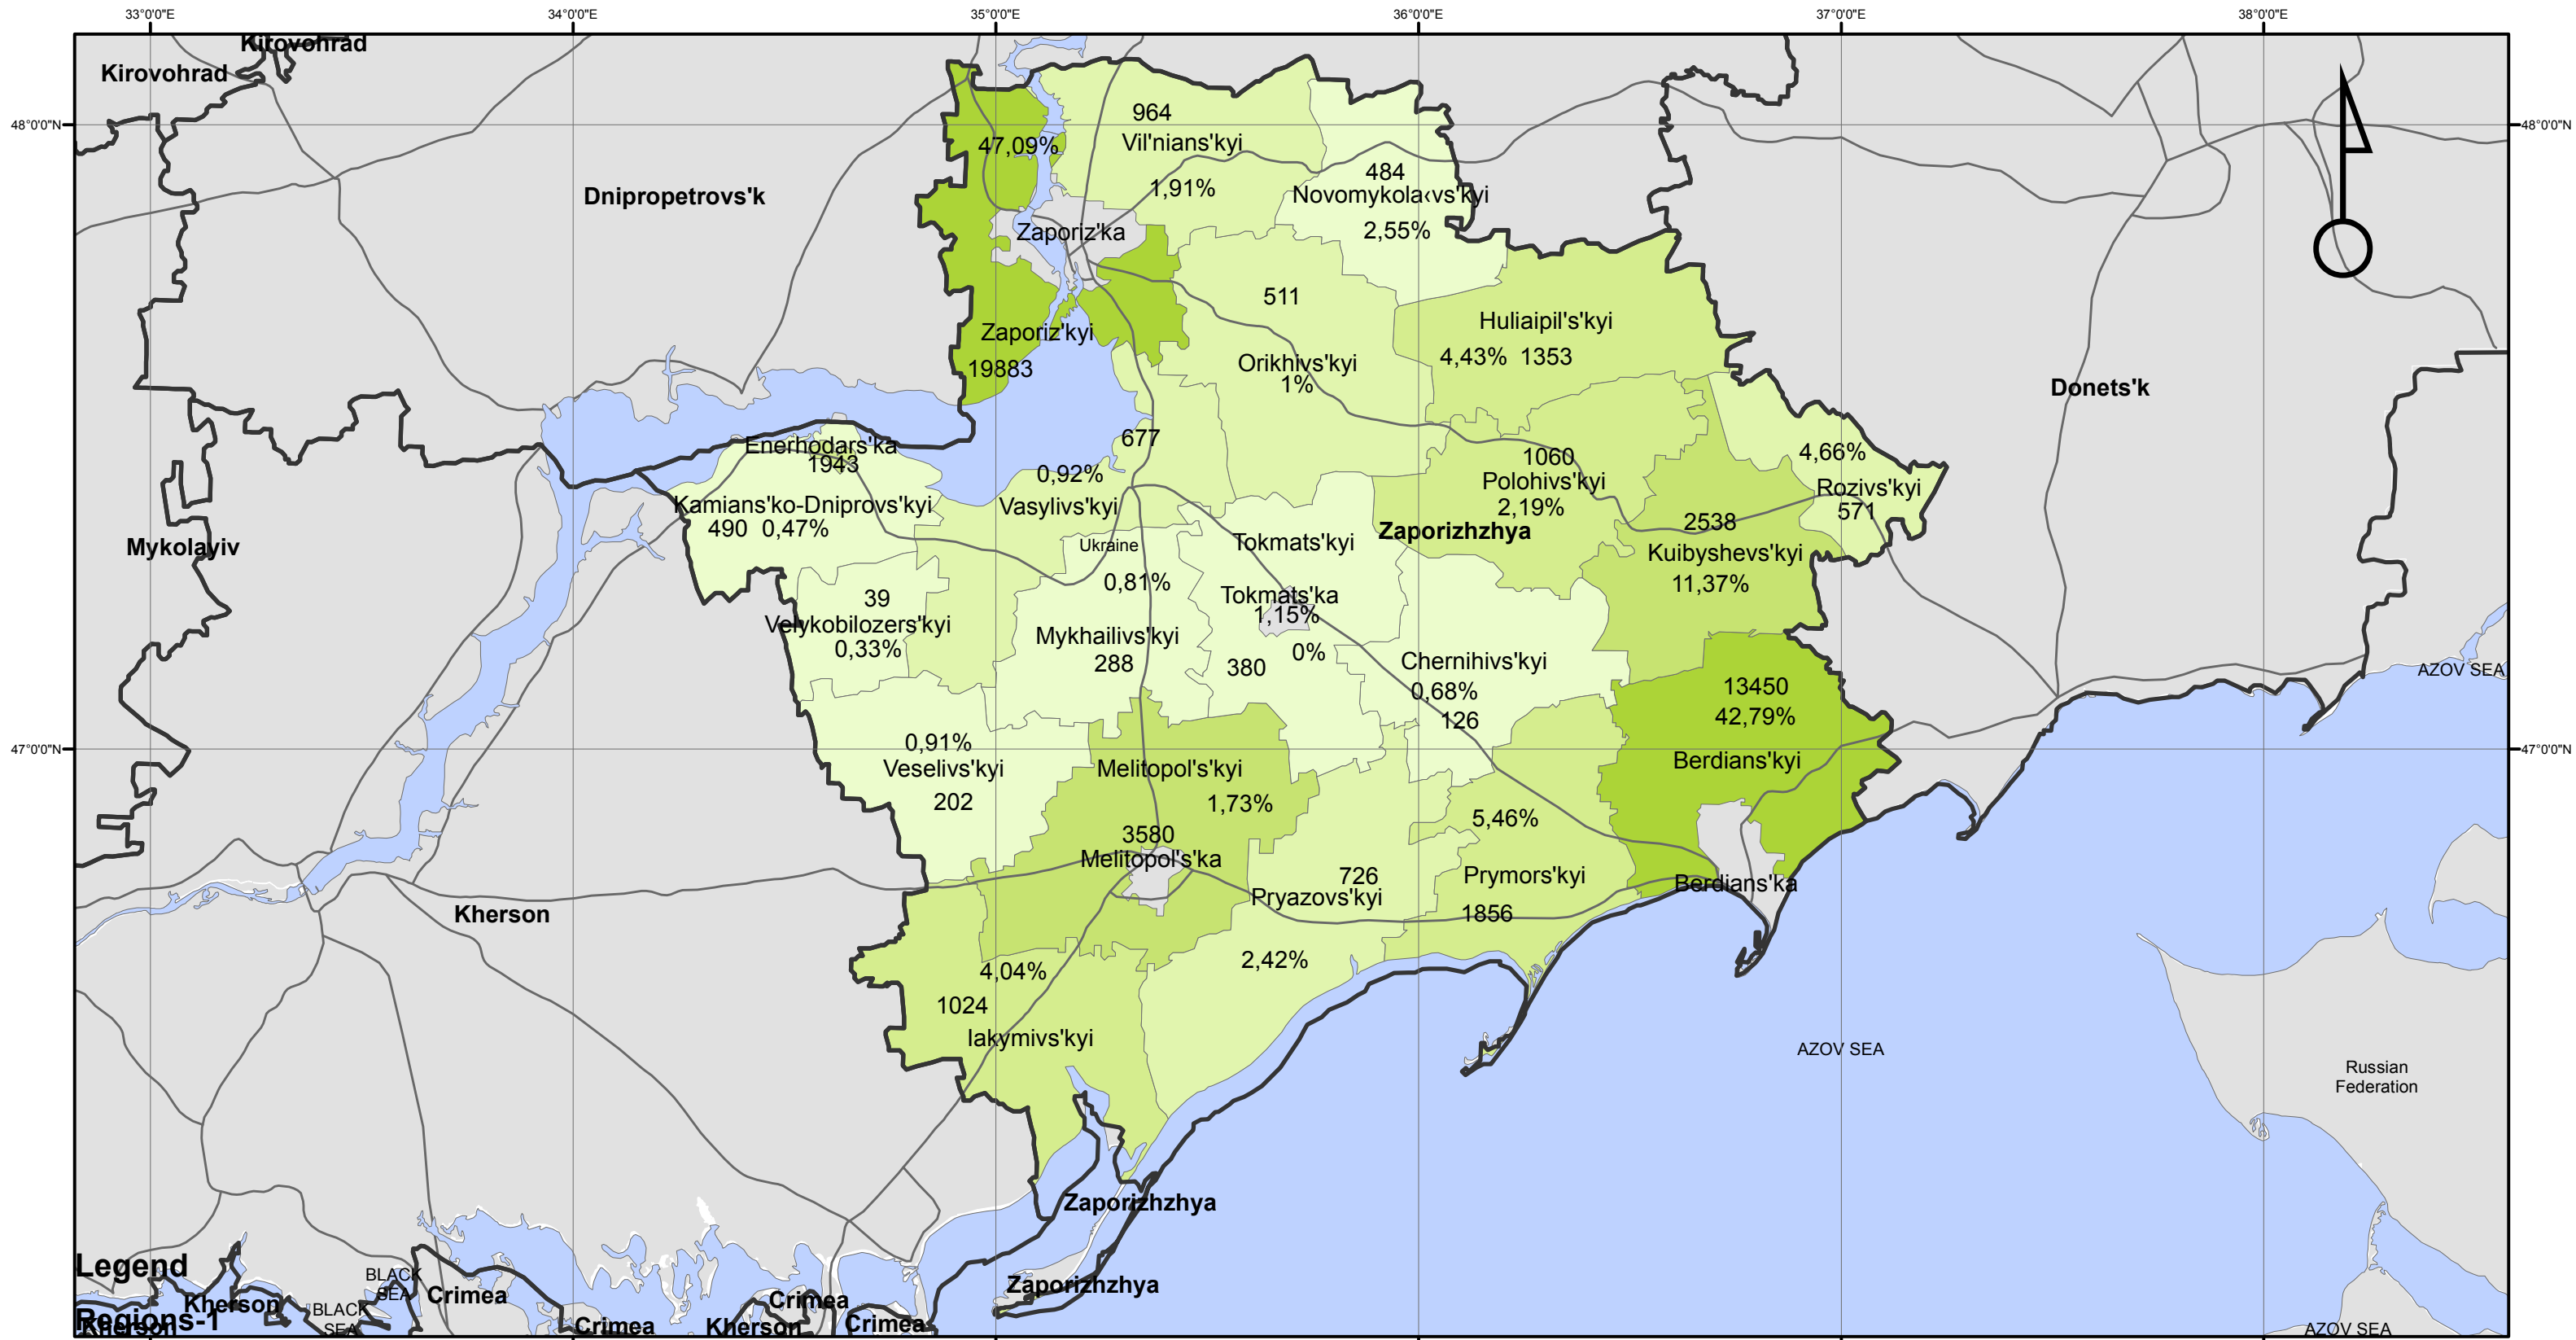 33°0'0"E
34°0'0"E
35°0'0"E
36°0'0"E
37°0'0"E
38°0'0"E
Kirovohrad
Kirovohrad
48°0'0"N
48°0'0"N
964
47,09%
Vil'nians'kyi
484
1,91%
Dnipropetrovs'k
2,55%
Zaporiz'ka
511
Huliaipil's'kyi
Zaporiz'kyi
4,43% 1353
Orikhivs'kyi
19883
1%
Donets'k
677
Enerhodars'ka
1943
4,66%
1060
0,92%
Polohivs'kyi
Rozivs'kyi
Kamians'ko-Dniprovs'kyi
Vasylivs'kyi
2,19%
571
490 0,47%
2538
Zaporizhzhya
Mykolayiv
Ukraine
Tokmats'kyi
Kuibyshevs'kyi
0,81%
11,37%
39
Tokmats'ka
1,15%
Velykobilozers'kyi
Mykhailivs'kyi
0,33%
288
0%
380
Chernihivs'kyi
AZOV SEA
0,68%
13450
126
42,79%
47°0'0"N
47°0'0"N
0,91%
Veselivs'kyi
Melitopol's'kyi
Berdians'kyi
202
1,73%
5,46%
3580
Melitopol's'ka
726
Prymors'kyi
Berdians'ka
Pryazovs'kyi
Kherson
1856
2,42%
4,04%
1024
Iakymivs'kyi
AZOV SEA
Russian
Federation
Zaporizhzhya
Legend
BLACK
SEA
Zaporizhzhya
Crimea
Kherson
Crimea
BLACK
SEA
Regions-1
Kherson
Crimea
Kherson
Crimea
AZOV SEA